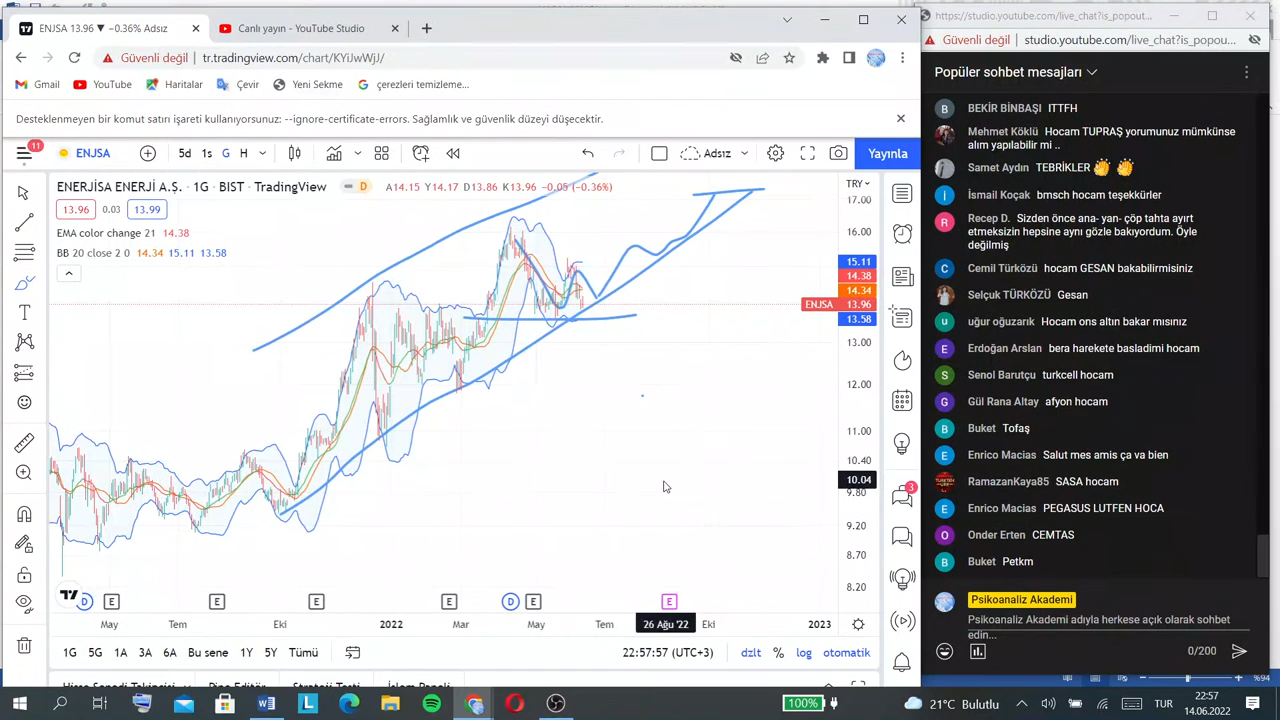 ENJSA 13.96 ▼ −0.36% Adsız
Canlı yayın - YouTube Studio
Güvenli değil
tr.tradingview.com/chart/KYiJwWjJ/
Gmail
YouTube
Haritalar
Çevir
Yeni Sekme
çerezleri temizleme...
Desteklenmeyen bir komut satırı işareti kullanıyorsunuz: --ignore-certificate-errors. Sağlamlık ve güvenlik düzeyi düşecektir.
11
ENJSA
5d 1s G H
Adsız
Yayınla
ENERJİSA ENERJİ A.Ş. · 1G · BIST · TradingView
D
A14.15 Y14.17 D13.86 K13.96 −0.05 (−0.36%)
TRY
13.96 0.03 13.99
EMA color change 21 14.38
BB 20 close 2 0 14.34 15.11 13.58
17.00
16.00
15.11
14.38
14.34
ENJSA 13.96
13.58
13.00
12.00
11.00
10.40
10.04
9.80
9.20
8.70
8.20
3
D E E E E D E E
May Tem Eki 2022 Mar May Tem 26 Ağu '22 Eki 2023
1G 5G 1A 3A 6A Bu sene 1Y 5Y Tümü
22:57:57 (UTC+3)
dzlt % log otomatik
https://studio.youtube.com/live_chat?is_popout...
Güvenli değil
studio.youtube.com/live_chat?is_popou...
Popüler sohbet mesajları
BEKİR BİNBAŞI ITTFH
Mehmet Köklü Hocam TUPRAŞ yorumunuz mümkünse
alım yapılabilir mi ..
Samet Aydın TEBRİKLER 👏 👏
İsmail Koçak bmsch hocam teşekkürler
Recep D. Sizden önce ana- yan- çöp tahta ayırt
etmeksizin hepsine aynı gözle bakıyordum. Öyle
değilmiş
Cemil Türközü hocam GESAN bakabilirmisiniz
Selçuk TÜRKÖZÜ Gesan
uğur oğuzarık Hocam ons altın bakar mısınız
Erdoğan Arslan bera harekete basladimi hocam
Senol Barutçu turkcell hocam
Gül Rana Altay afyon hocam
Buket Tofaş
Enrico Macias Salut mes amis ça va bien
RamazanKaya85 SASA hocam
Enrico Macias PEGASUS LUTFEN HOCA
Onder Erten CEMTAS
Buket Petkm
Psikoanaliz Akademi
Psikoanaliz Akademi adıyla herkese açık olarak sohbet
edin...
0/200
%94
100%
21°C Bulutlu
TUR
22:57
14.06.2022